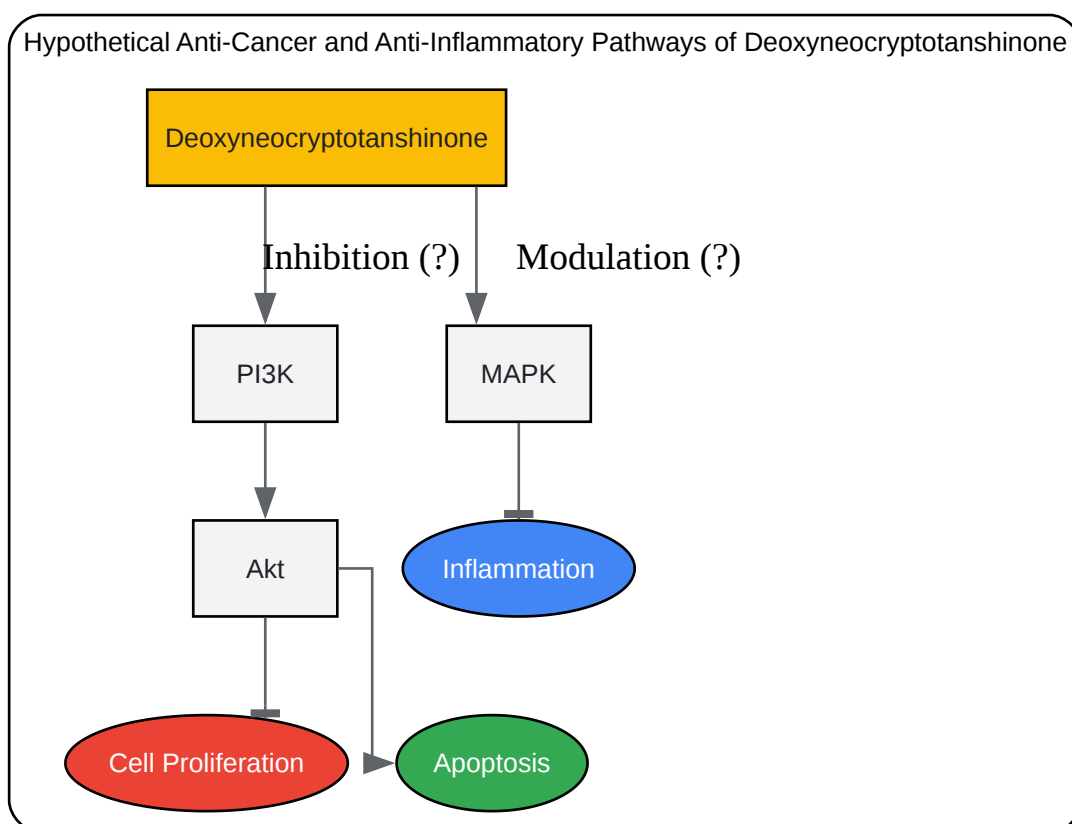 Hypothetical Anti-Cancer and Anti-Inflammatory Pathways of Deoxyneocryptotanshinone
Deoxyneocryptotanshinone
Inhibition (?)
Modulation (?)
PI3K
MAPK
Akt
Inflammation
Cell Proliferation
Apoptosis